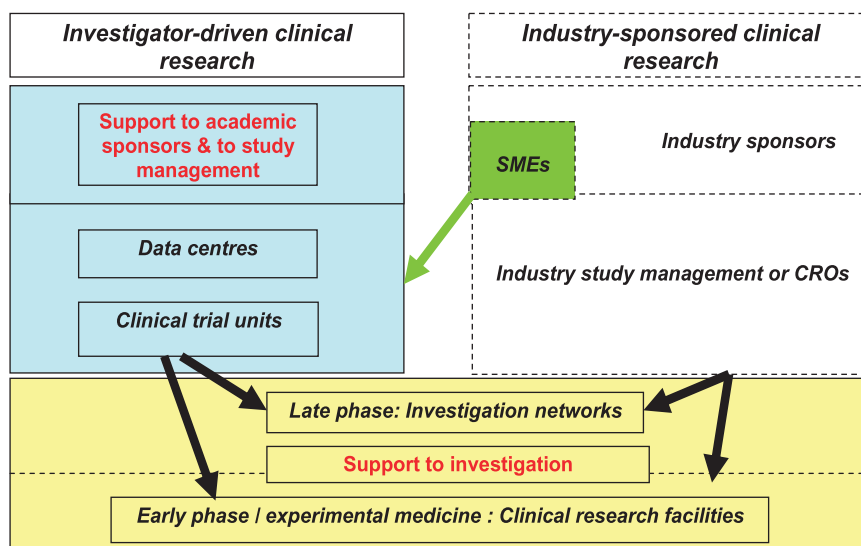 Investigator-driven clinical
research
Industry-sponsored clinical
research
Support to academic
sponsors & to study
management
SMEs
Industry sponsors
Data centres
Clinical trial units
Industry study management or CROs
Late phase: Investigation networks
Support to investigation
Early phase / experimental medicine : Clinical research facilities